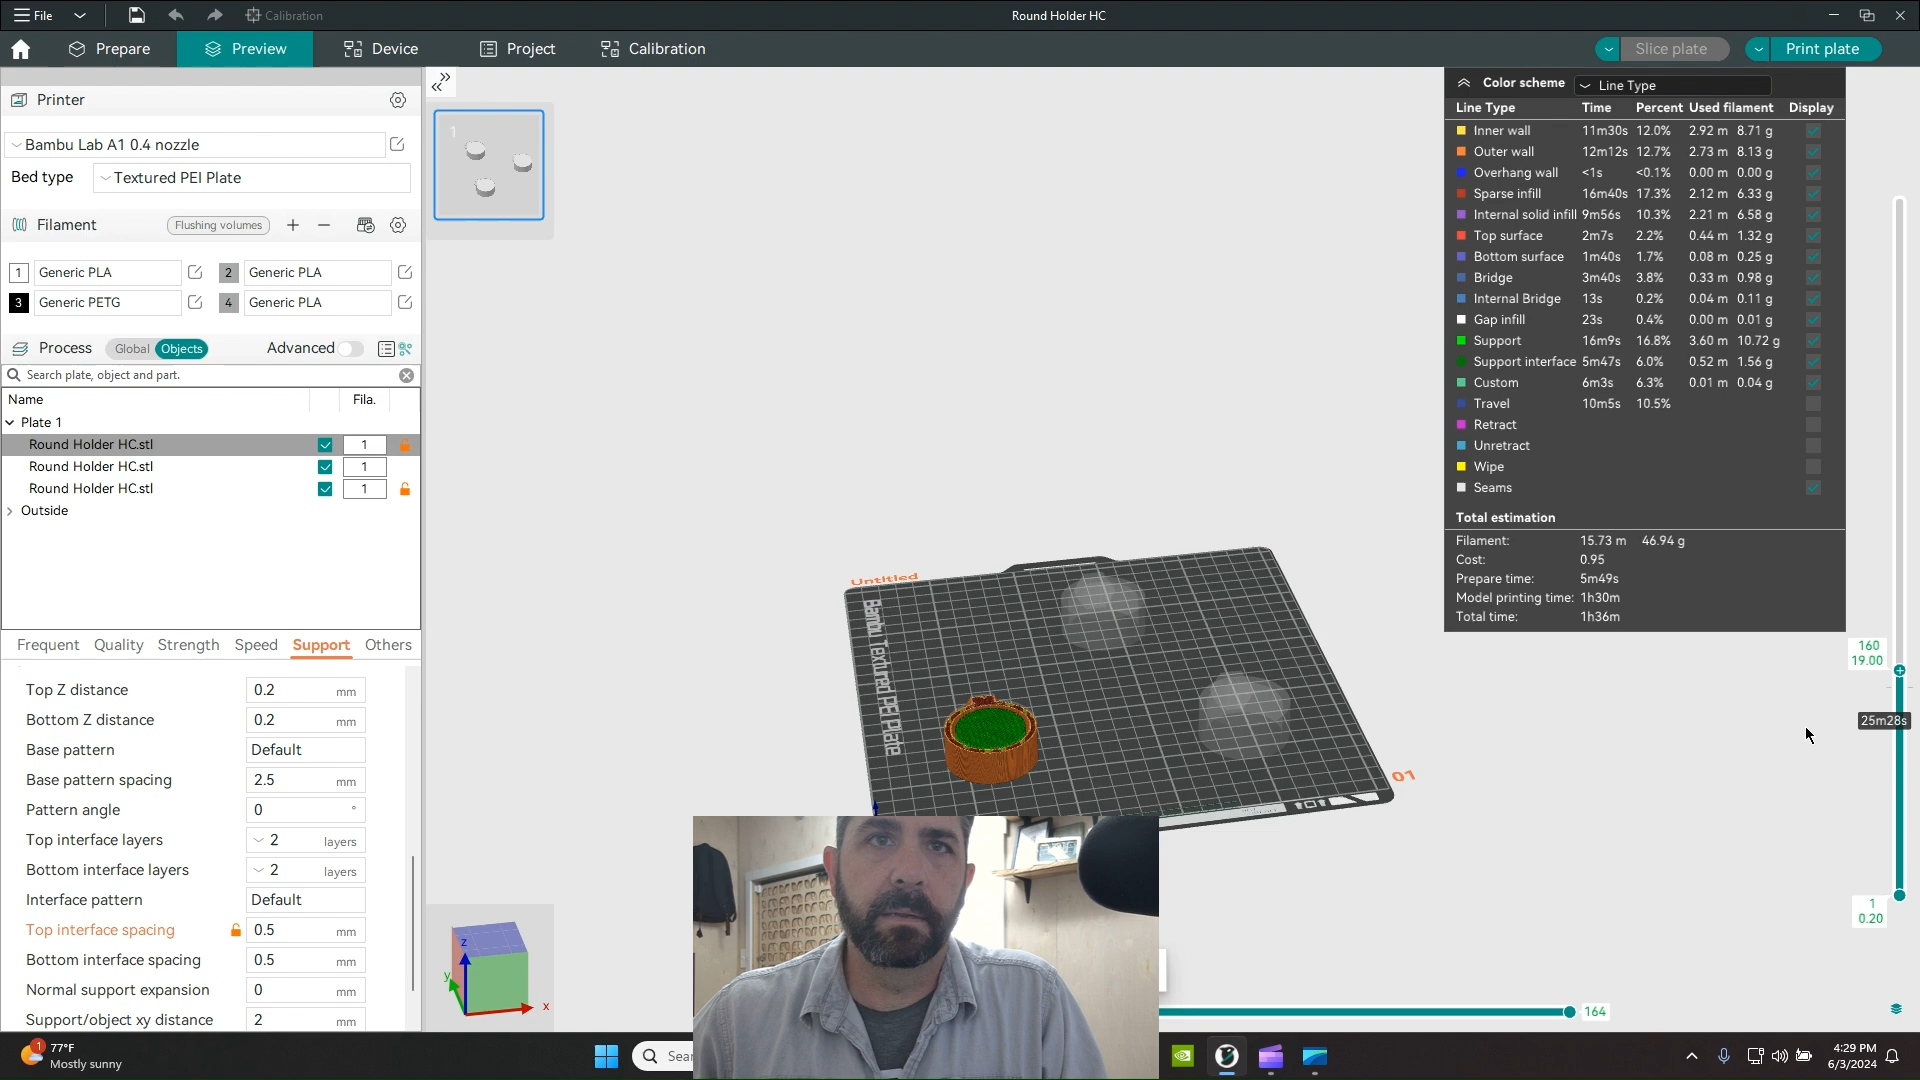 File
Calibration
Round Holder HC
Prepare
Preview
Device
Project
Calibration
Slice plate
Print plate
Printer
Bambu Lab A1 0.4 nozzle
Bed type
Textured PEI Plate
Filament
Flushing volumes
1 Generic PLA
2 Generic PLA
3 Generic PETG
4 Generic PLA
Process Global Objects Advanced
Search plate, object and part.
Name Fila.
Plate 1
Round Holder HC.stl 1
Round Holder HC.stl 1
Round Holder HC.stl 1
Outside
Frequent Quality Strength Speed Support Others
Top Z distance 0.2 mm
Bottom Z distance 0.2 mm
Base pattern Default
Base pattern spacing 2.5 mm
Pattern angle 0 °
Top interface layers 2 layers
Bottom interface layers 2 layers
Interface pattern Default
Top interface spacing 0.5 mm
Bottom interface spacing 0.5 mm
Normal support expansion 0 mm
Support/object xy distance 2 mm
1
Untitled
Bambu Textured PEI Plate
01
z
y
x
Color scheme Line Type
Line Type Time Percent Used filament Display
Inner wall 11m30s 12.0% 2.92 m 8.71 g
Outer wall 12m12s 12.7% 2.73 m 8.13 g
Overhang wall <1s <0.1% 0.00 m 0.00 g
Sparse infill 16m40s 17.3% 2.12 m 6.33 g
Internal solid infill 9m56s 10.3% 2.21 m 6.58 g
Top surface 2m7s 2.2% 0.44 m 1.32 g
Bottom surface 1m40s 1.7% 0.08 m 0.25 g
Bridge 3m40s 3.8% 0.33 m 0.98 g
Internal Bridge 13s 0.2% 0.04 m 0.11 g
Gap infill 23s 0.4% 0.00 m 0.01 g
Support 16m9s 16.8% 3.60 m 10.72 g
Support interface 5m47s 6.0% 0.52 m 1.56 g
Custom 6m3s 6.3% 0.01 m 0.04 g
Travel 10m5s 10.5%
Retract
Unretract
Wipe
Seams
Total estimation
Filament: 15.73 m 46.94 g
Cost: 0.95
Prepare time: 5m49s
Model printing time: 1h30m
Total time: 1h36m
160
19.00
25m28s
1
0.20
164
1
77°F
Mostly sunny
Sear
4:29 PM
6/3/2024